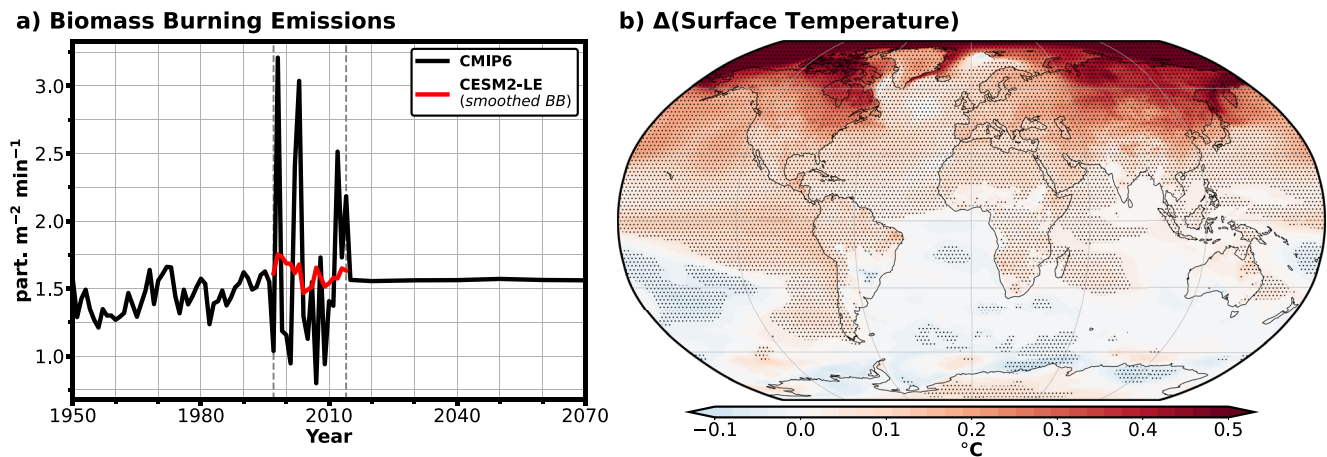 a) Biomass Burning Emissions
CMIP6
CESM2-LE
(smoothed BB)
part. m⁻² min⁻¹
3.0
2.5
2.0
1.5
1.0
1950
1980
2010
2040
2070
Year
b) Δ(Surface Temperature)
−0.1
0.0
0.1
0.2
0.3
0.4
0.5
°C